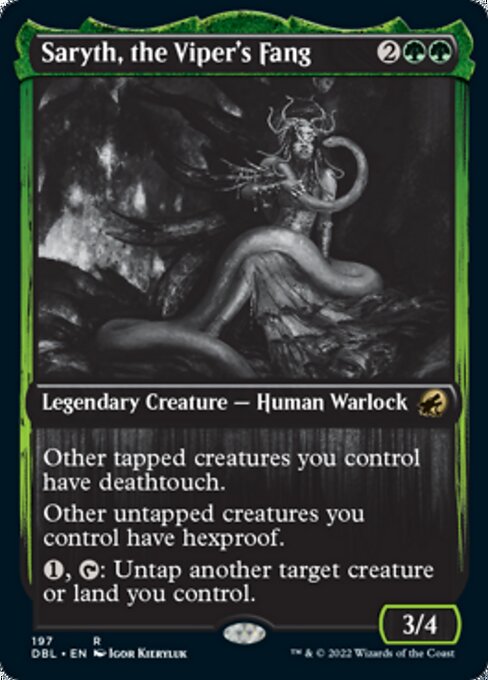 Saryth, the Viper's Fang 2
Legendary Creature — Human Warlock
Other tapped creatures you control
have deathtouch.
Other untapped creatures you
control have hexproof.
1, : Untap another target creature
or land you control.
3/4
197 R
DBL • EN Igor Kieryluk ™ & © 2022 Wizards of the Coast